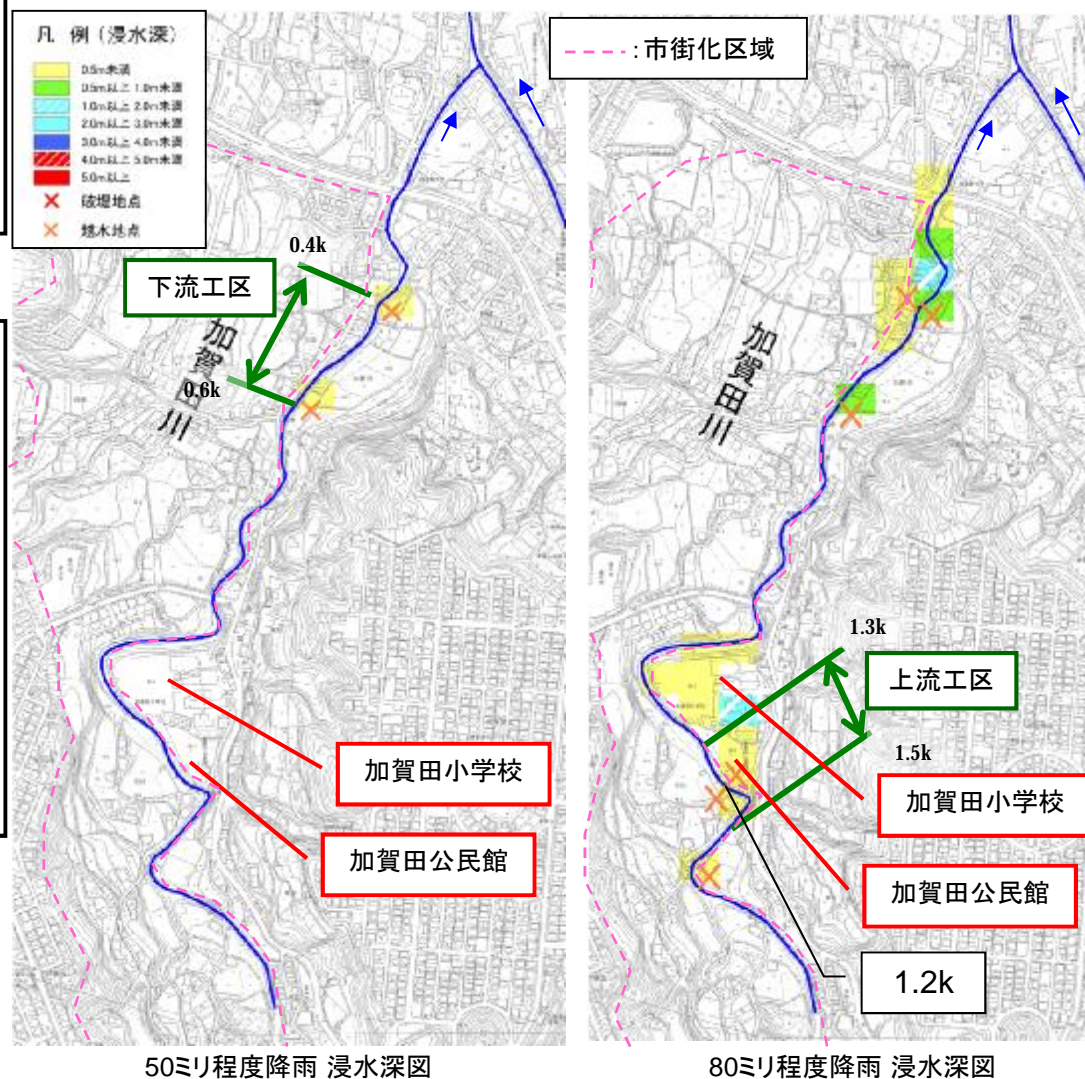 凡 例（浸水深）
0.5m未満
0.5m以上 1.0m未満
1.0m以上 2.0m未満
2.0m以上 3.0m未満
3.0m以上 4.0m未満
4.0m以上 5.0m未満
5.0m以上
破堤地点
越水地点
下流工区
0.4k
0.6k
加賀田川
加賀田小学校
加賀田公民館
50ミリ程度降雨 浸水深図
：市街化区域
加賀田川
1.3k
上流工区
1.5k
加賀田小学校
加賀田公民館
1.2k
80ミリ程度降雨 浸水深図